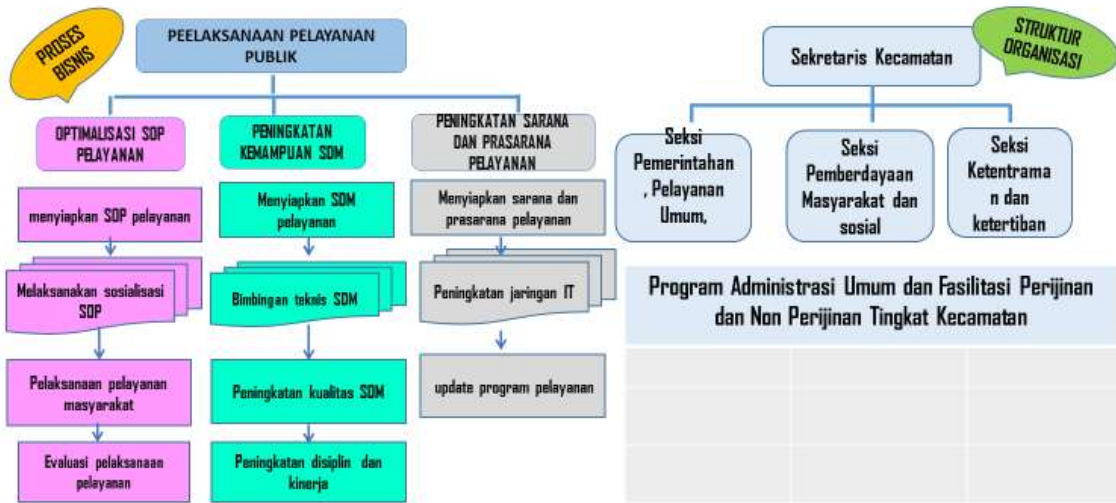 PROSES
BISNIS
PEELAKSANAAN PELAYANAN
PUBLIK
OPTIMALISASI SOP
PELAYANAN
PENINGKATAN
KEMAMPUAN SDM
PENINGKATAN SARANA
DAN PRASARANA
PELAYANAN
menyiapkan SOP pelayanan
Menyiapkan SDM
pelayanan
Menyiapkan sarana dan
prasarana pelayanan
Melaksanakan sosialisasi
SOP
Bimbingan teknis SDM
Peningkatan jaringan IT
Pelaksanaan pelayanan
masyarakat
Peningkatan kualitas SDM
update program pelayanan
Evaluasi pelaksanaan
pelayanan
Peningkatan disiplin dan
kinerja
STRUKTUR
ORGANISASI
Sekretaris Kecamatan
Seksi
Pemerintahan
, Pelayanan
Umum,
Seksi
Pemberdayaan
Masyarakat dan
sosial
Seksi
Ketentrama
n dan
ketertiban
Program Administrasi Umum dan Fasilitasi Perijinan
dan Non Perijinan Tingkat Kecamatan